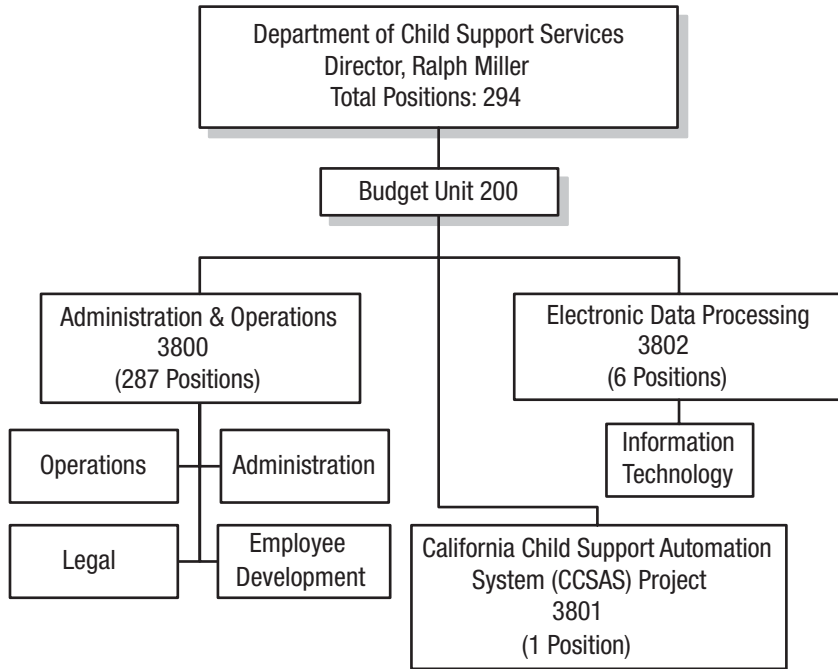 Department of Child Support Services
Director, Ralph Miller
Total Positions: 294
Budget Unit 200
Administration & Operations
3800
(287 Positions)
Electronic Data Processing
3802
(6 Positions)
Operations
Administration
Information
Technology
Legal
Employee
Development
California Child Support Automation
System (CCSAS) Project
3801
(1 Position)